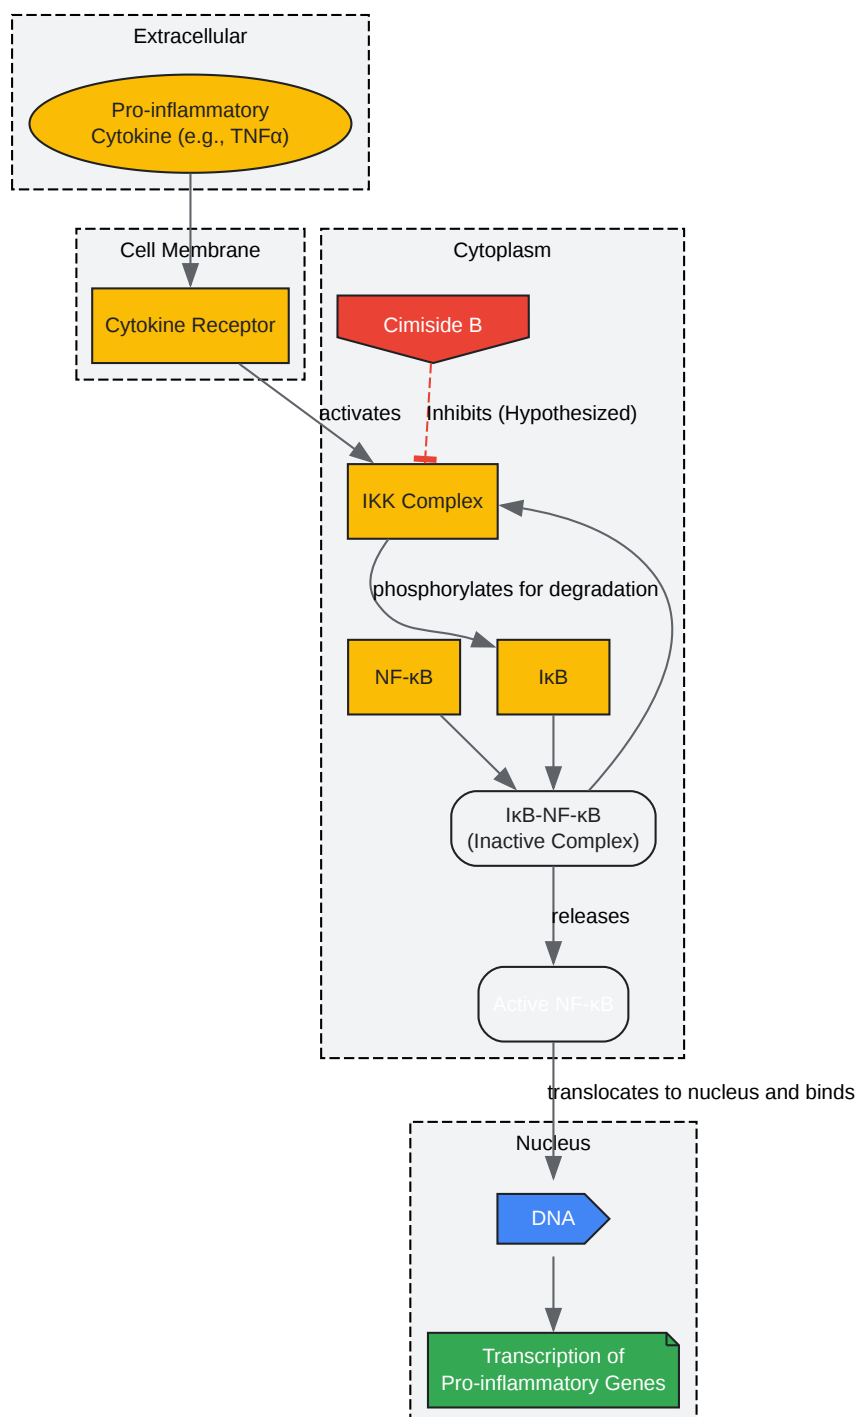 Extracellular
Pro-inflammatory
Cytokine (e.g., TNFα)
Cell Membrane
Cytokine Receptor
Cytoplasm
Cimiside B
activates
Inhibits (Hypothesized)
IKK Complex
phosphorylates for degradation
NF-κB
IκB
IκB-NF-κB
(Inactive Complex)
releases
Active NF-κB
translocates to nucleus and binds
Nucleus
DNA
Transcription of
Pro-inflammatory Genes